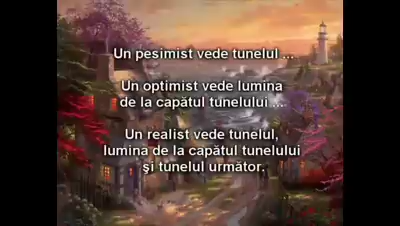 Un pesimist vede tunelul ...
Un optimist vede lumina
de la capătul tunelului ...
Un realist vede tunelul,
lumina de la capătul tunelului
şi tunelul următor.